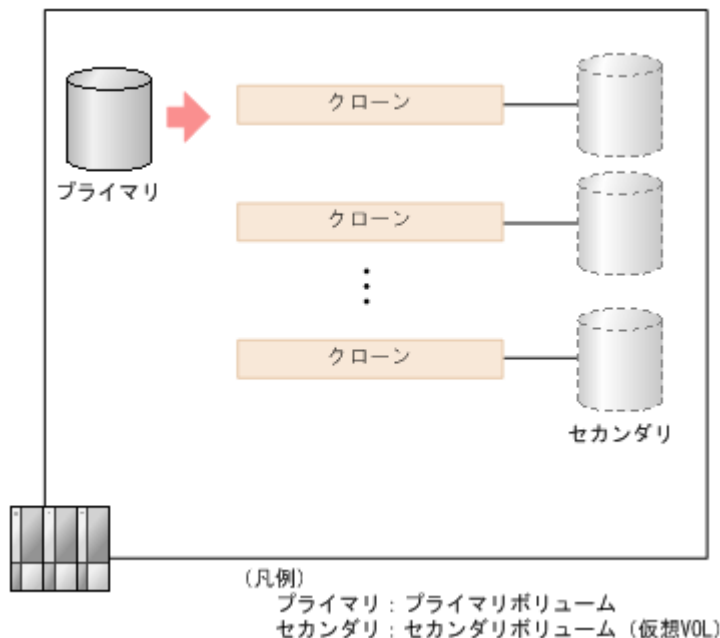 クローン
プライマリ
クローン
クローン
セカンダリ
(凡例)
プライマリ：プライマリボリューム
セカンダリ：セカンダリボリューム (仮想VOL)